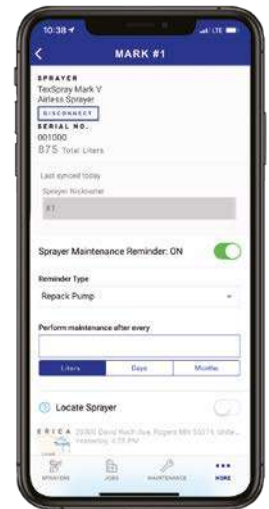 10:38
LTE
MARK #1
SPRAYER
TexSpray Mark V
Airless Sprayer
DISCONNECT
SERIAL NO.
001000
875 Total Liters
Last synced today
Sprayer Nickname
#1
Sprayer Maintenance Reminder: ON
Reminder Type
Repack Pump
Perform maintenance after every
Liters Days Months
Locate Sprayer
ERICA
Yesterday,
SPRAYERS JOBS MAINTENANCE MORE